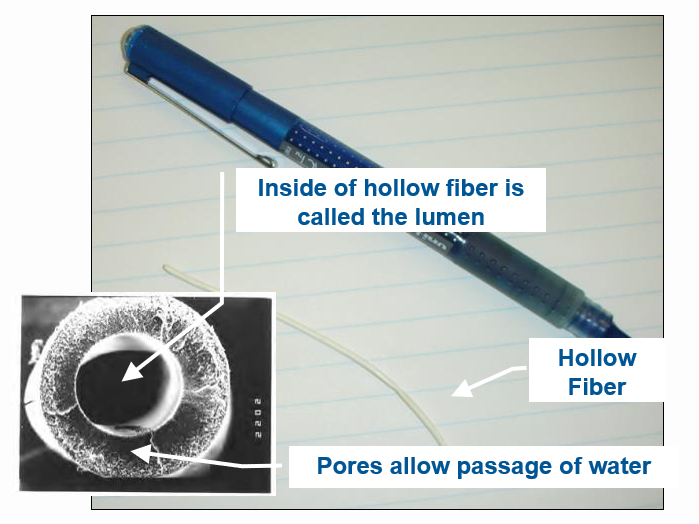 Inside of hollow fiber is
called the lumen
Hollow
Fiber
2202
Pores allow passage of water